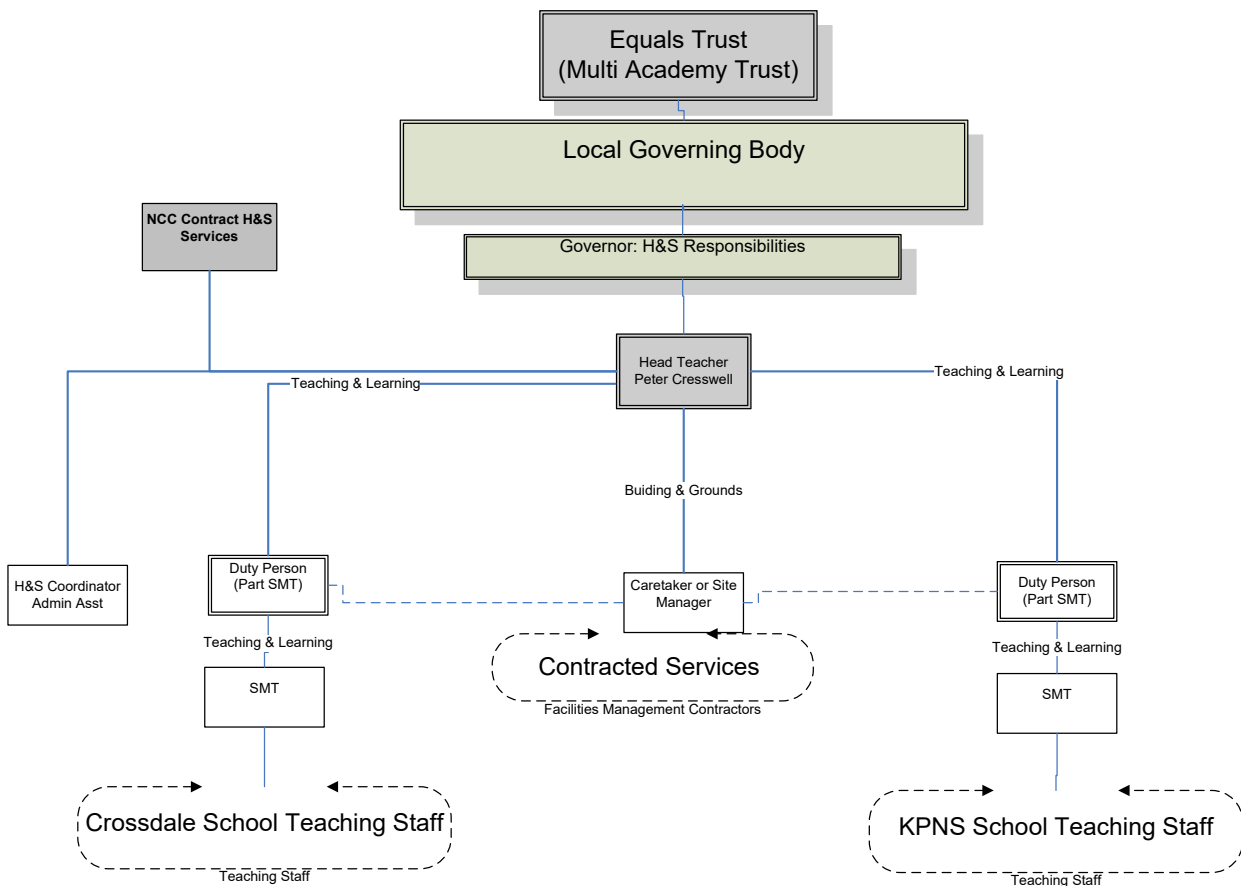 Equals Trust
(Multi Academy Trust)
Local Governing Body
NCC Contract H&S
Services
Governor: H&S Responsibilities
Head Teacher
Peter Cresswell
Teaching & Learning
Teaching & Learning
Buiding & Grounds
H&S Coordinator
Admin Asst
Duty Person
(Part SMT)
Caretaker or Site
Manager
Duty Person
(Part SMT)
Teaching & Learning
Teaching & Learning
Contracted Services
Facilities Management Contractors
SMT
SMT
Crossdale School Teaching Staff
Teaching Staff
KPNS School Teaching Staff
Teaching Staff